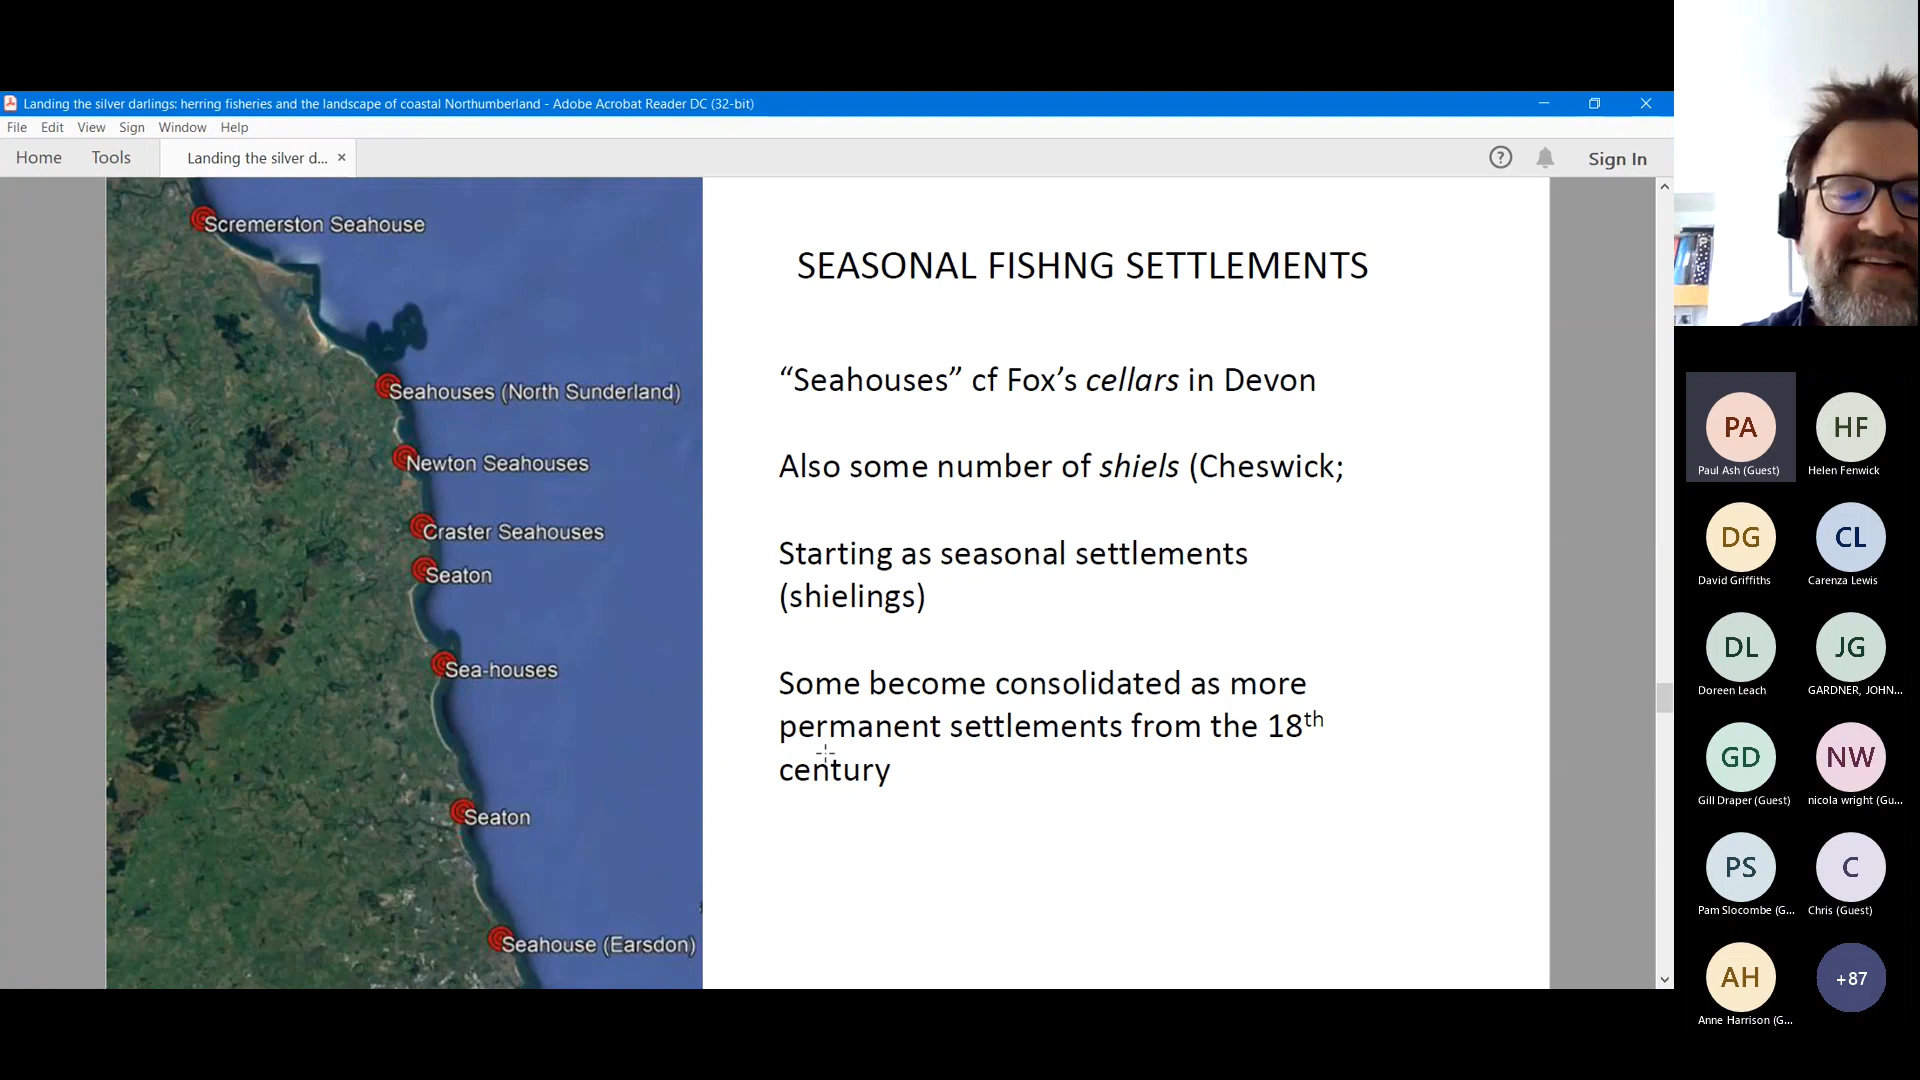 Landing the silver darlings: herring fisheries and the landscape of coastal Northumberland - Adobe Acrobat Reader DC (32-bit)
File Edit View Sign Window Help
Home Tools Landing the silver d... × Sign In
Scremerston Seahouse
Seahouses (North Sunderland)
Newton Seahouses
Craster Seahouses
Seaton
Sea-houses
Seaton
Seahouse (Earsdon)
SEASONAL FISHNG SETTLEMENTS
“Seahouses” cf Fox’s cellars in Devon
Also some number of shiels (Cheswick;
Starting as seasonal settlements
(shielings)
Some become consolidated as more
permanent settlements from the 18th
century
PA HF
Paul Ash (Guest) Helen Fenwick
DG CL
David Griffiths Carenza Lewis
DL JG
Doreen Leach GARDNER, JOHN...
GD NW
Gill Draper (Guest) nicola wright (Gu...
PS C
Pam Slocombe (G... Chris (Guest)
AH +87
Anne Harrison (G...